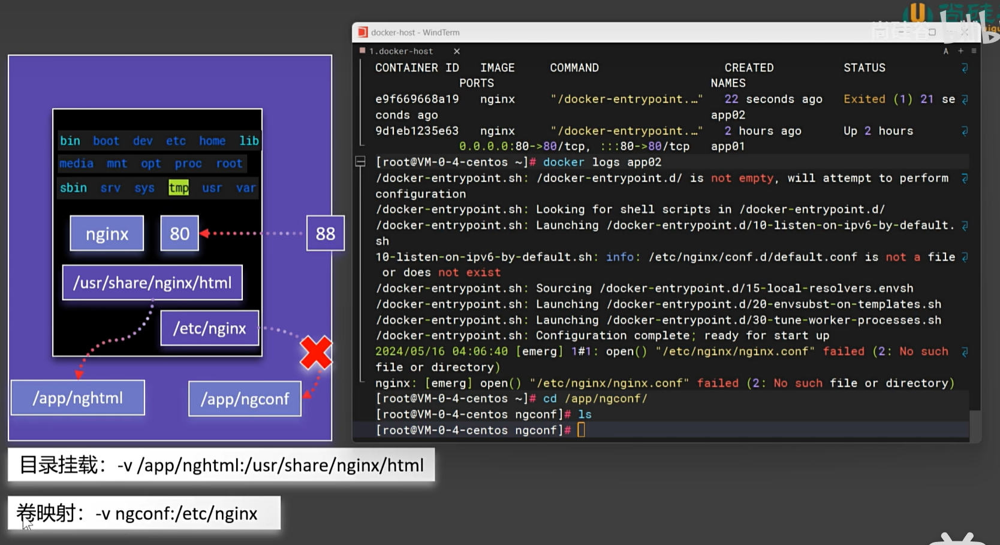 docker-host - WindTerm
1.docker-host
A
CONTAINER ID IMAGE COMMAND CREATED STATUS
PORTS NAMES
e9f669668a19 nginx "/docker-entrypoint.…" 22 seconds ago Exited (1) 21 se
conds ago app02
9d1eb1235e63 nginx "/docker-entrypoint.…" 2 hours ago Up 2 hours
0.0.0.0:80->80/tcp, :::80->80/tcp app01
[root@VM-0-4-centos ~]# docker logs app02
/docker-entrypoint.sh: /docker-entrypoint.d/ is not empty, will attempt to perform
configuration
/docker-entrypoint.sh: Looking for shell scripts in /docker-entrypoint.d/
/docker-entrypoint.sh: Launching /docker-entrypoint.d/10-listen-on-ipv6-by-default.
sh
10-listen-on-ipv6-by-default.sh: info: /etc/nginx/conf.d/default.conf is not a file
or does not exist
/docker-entrypoint.sh: Sourcing /docker-entrypoint.d/15-local-resolvers.envsh
/docker-entrypoint.sh: Launching /docker-entrypoint.d/20-envsubst-on-templates.sh
/docker-entrypoint.sh: Launching /docker-entrypoint.d/30-tune-worker-processes.sh
/docker-entrypoint.sh: Configuration complete; ready for start up
2024/05/16 04:06:40 [emerg] 1#1: open() "/etc/nginx/nginx.conf" failed (2: No such
file or directory)
nginx: [emerg] open() "/etc/nginx/nginx.conf" failed (2: No such file or directory)
[root@VM-0-4-centos ~]# cd /app/ngconf/
[root@VM-0-4-centos ngconf]# ls
[root@VM-0-4-centos ngconf]#
bin boot dev etc home lib
media mnt opt proc root
sbin srv sys tmp usr var
nginx 80 88
/usr/share/nginx/html
/etc/nginx
/app/nghtml /app/ngconf
目录挂载：-v /app/nghtml:/usr/share/nginx/html
卷映射：-v ngconf:/etc/nginx